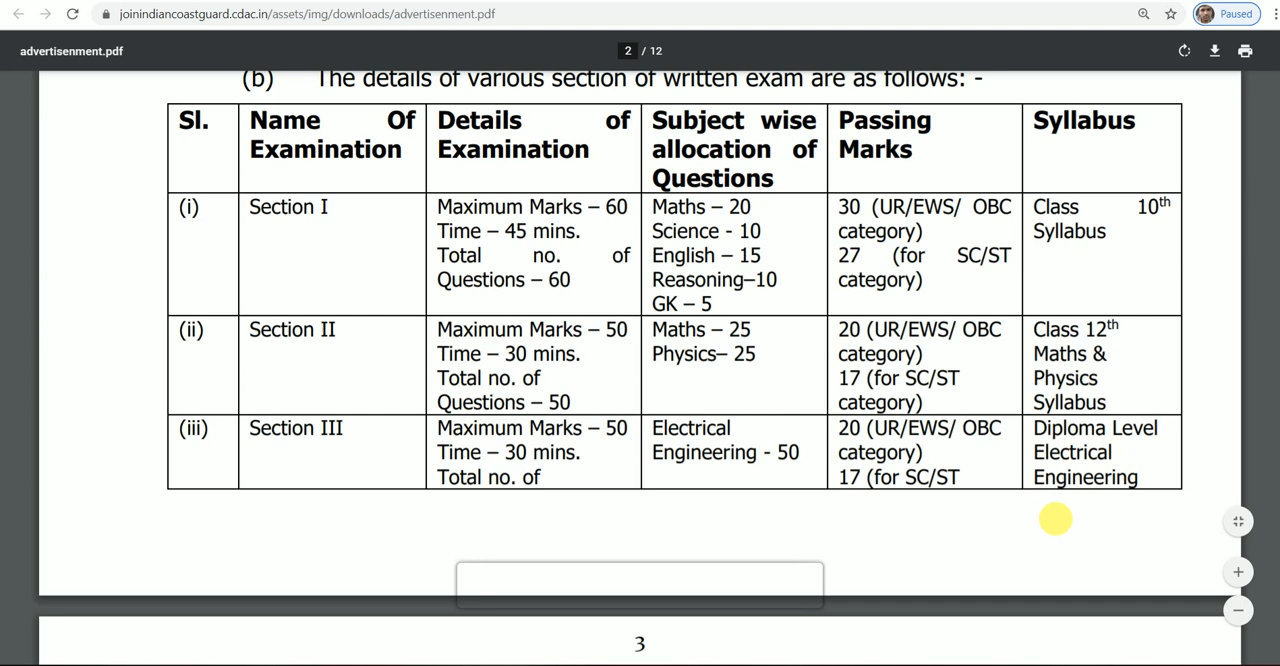 joinindiancoastguard.cdac.in/assets/img/downloads/advertisenment.pdf
Paused
advertisenment.pdf
2 / 12
(b) The details of various section of written exam are as follows: -
Sl.
Name Of
Examination
Details of
Examination
Subject wise
allocation of
Questions
Passing
Marks
Syllabus
(i)
Section I
Maximum Marks – 60
Time – 45 mins.
Total no. of
Questions – 60
Maths – 20
Science - 10
English – 15
Reasoning–10
GK – 5
30 (UR/EWS/ OBC
category)
27 (for SC/ST
category)
Class 10th
Syllabus
(ii)
Section II
Maximum Marks – 50
Time – 30 mins.
Total no. of
Questions – 50
Maths – 25
Physics– 25
20 (UR/EWS/ OBC
category)
17 (for SC/ST
category)
Class 12th
Maths &
Physics
Syllabus
(iii)
Section III
Maximum Marks – 50
Time – 30 mins.
Total no. of
Electrical
Engineering - 50
20 (UR/EWS/ OBC
category)
17 (for SC/ST
Diploma Level
Electrical
Engineering
3